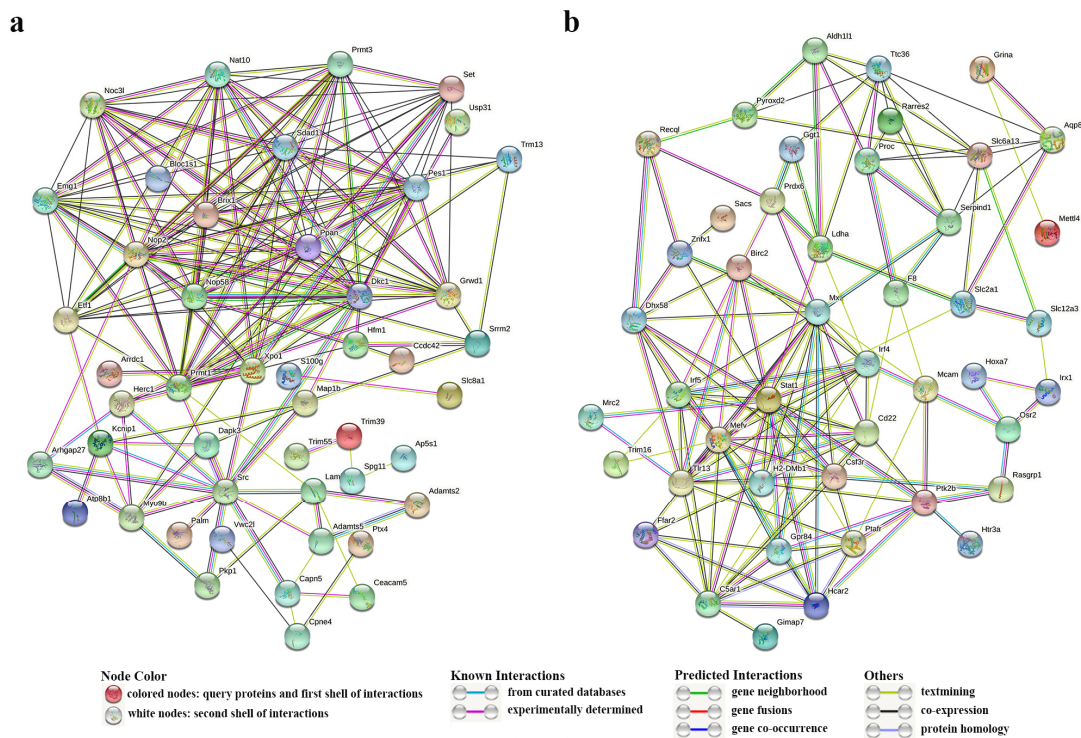 a
b
Prmt3
Nat10
Set
Noc3l
Usp31
Sdad1
Trm13
Bloc1s1
Pes1
Emg1
Brix1
Ppan
Nop2
Nop58
Dkc1
Grwd1
Etf1
Hfm1
Srrm2
Xpo1
Ccdc42
Arrdc1
Prmt1
S100g
Herc1
Map1b
Slc8a1
Kcnip1
Dapk3
Trim39
Trim55
Ap5s1
Arhgap27
Spg11
Src
Lam
Atp8b1
Myo9b
Adamts2
Palm
Vwc2l
Adamts5
Ptx4
Pkp1
Capn5
Ceacam5
Cpne4
Aldh1l1
Ttc36
Grina
Pyroxd2
Rarres2
Aqp6
Recql
Ggt1
Proc
Slc6a13
Prdx6
Sacs
Serpind1
Mettl4
Znfx1
Ldha
Birc2
F8
Slc2a1
Dhx58
Mx
Slc12a3
Irf4
Hoxa7
Irf5
Stat1
Mcam
Irx1
Mrc2
Cd22
Osr2
Mefv
Trim16
Tlr13
H2-DMb1
Csf3r
Rasgrp1
Ptk2b
Ffar2
Gpr84
Ptafr
Htr3a
C5ar1
Hcar2
Gimap7
Node Color
colored nodes: query proteins and first shell of interactions
white nodes: second shell of interactions
Known Interactions
from curated databases
experimentally determined
Predicted Interactions
gene neighborhood
gene fusions
gene co-occurrence
Others
textmining
co-expression
protein homology